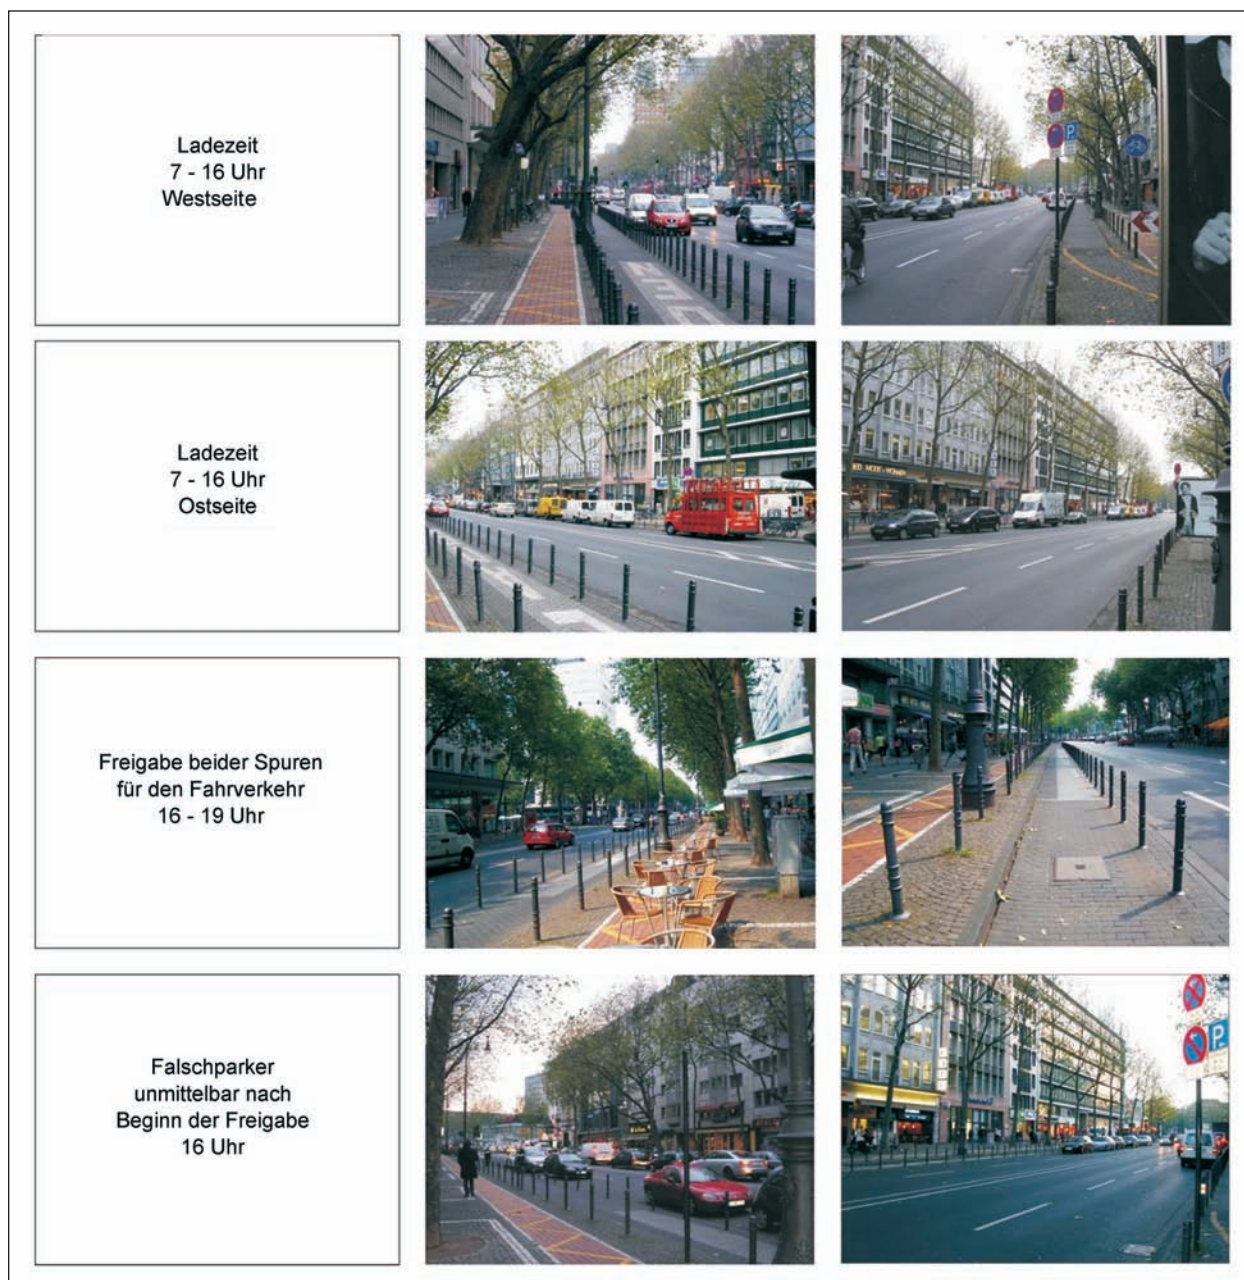 Ladezeit
7 - 16 Uhr
Westseite
P
Ladezeit
7 - 16 Uhr
Ostseite
Freigabe beider Spuren
für den Fahrverkehr
16 - 19 Uhr
Falschparker
unmittelbar nach
Beginn der Freigabe
16 Uhr
P